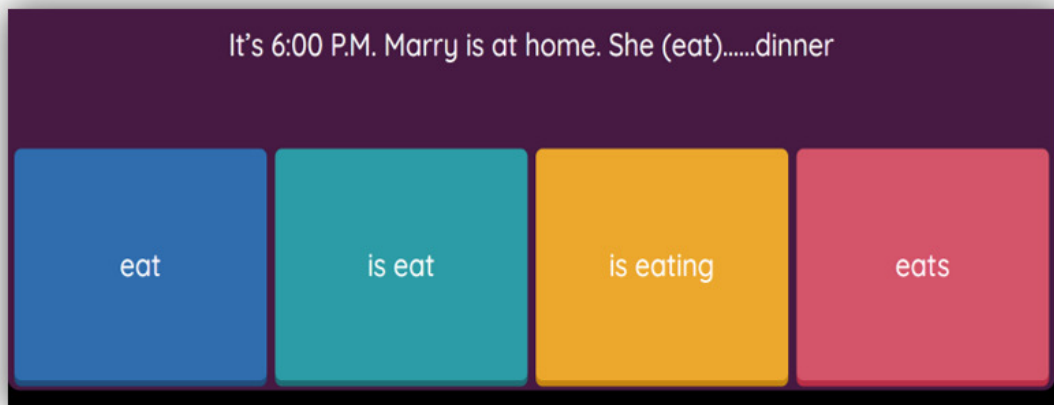 It’s 6:00 P.M. Marry is at home. She (eat)......dinner
eat
is eat
is eating
eats